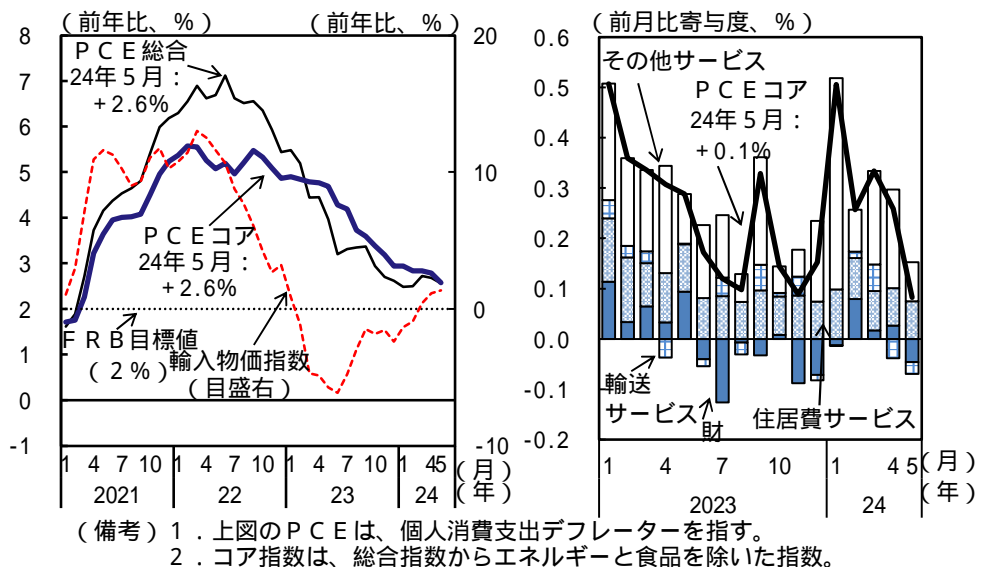 (前年比、%)
(前年比、%)
8
7
6
5
4
3
2
1
0
-1
20
10
0
-10
PCE総合
24年5月:
+2.6%
PCEコア
24年5月:
+2.6%
FRB目標値
(2%)
輸入物価指数
(目盛右)
1 4 7 10 1 4 7 10 1 4 7 10 1 45 (月)
2021 22 23 24 (年)
(前月比寄与度、%)
0.6
0.5
0.4
0.3
0.2
0.1
0.0
-0.1
-0.2
その他サービス
PCEコア
24年5月:
+0.1%
輸送
サービス
財
住居費サービス
1 4 7 10 1 4 5 (月)
2023 24 (年)
(備考)1.上図のPCEは、個人消費支出デフレーターを指す。
2.コア指数は、総合指数からエネルギーと食品を除いた指数。